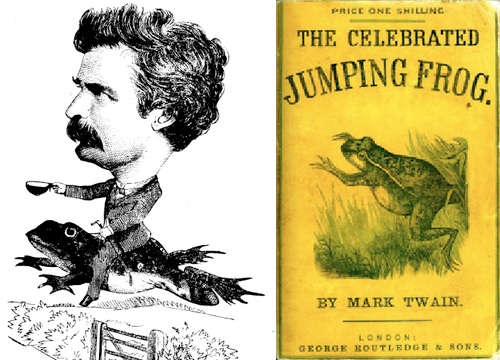 PRICE ONE SHILLING
THE CELEBRATED
JUMPING FROG.
BY MARK TWAIN.
LONDON:
GEORGE ROUTLEDGE & SONS.